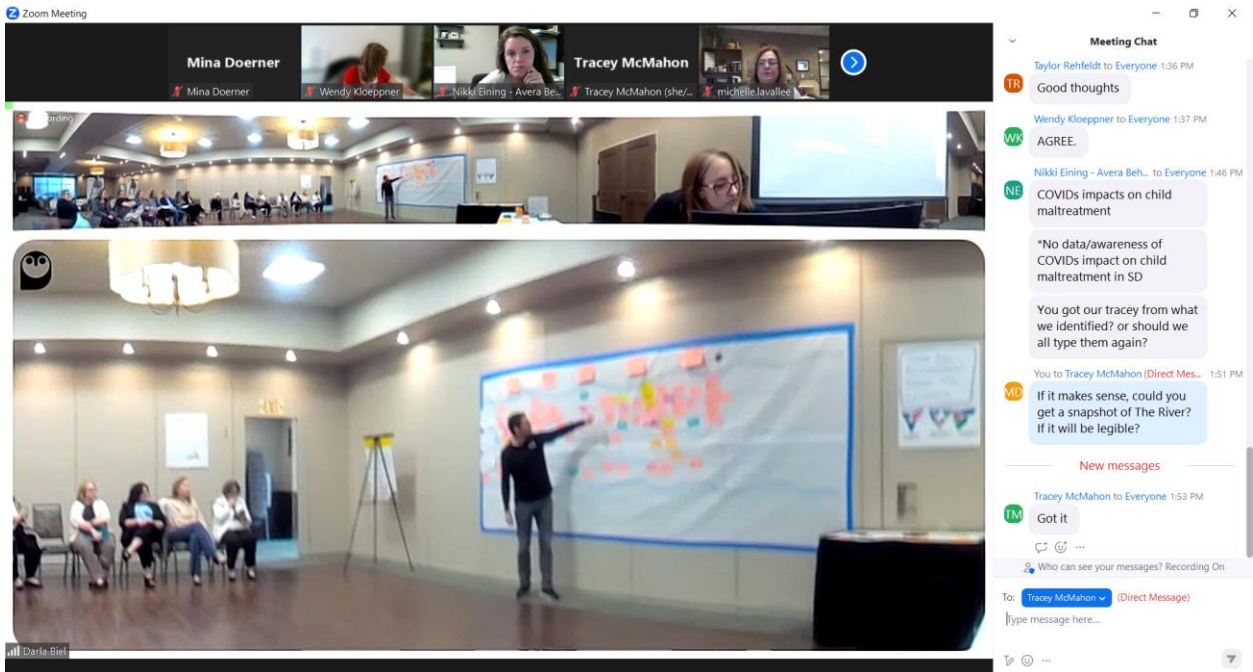 Zoom Meeting
Mina Doerner
Mina Doerner
Wendy Kloeppner
Nikki Eining - Avera Be...
Tracey McMahon
Tracey McMahon (she/...
michelle.lavallee
Darla Biel
Meeting Chat
Taylor Rehfeldt to Everyone 1:36 PM
TR
Good thoughts
Wendy Kloeppner to Everyone 1:37 PM
WK
AGREE.
Nikki Eining - Avera Beh... to Everyone 1:46 PM
NE
COVIDs impacts on child
maltreatment
*No data/awareness of
COVIDs impact on child
maltreatment in SD
You got our tracey from what
we identified? or should we
all type them again?
You to Tracey McMahon (Direct Mes... 1:51 PM
MD
If it makes sense, could you
get a snapshot of The River?
If it will be legible?
New messages
Tracey McMahon to Everyone 1:53 PM
TM
Got it
Who can see your messages? Recording On
To: Tracey McMahon (Direct Message)
Type message here...